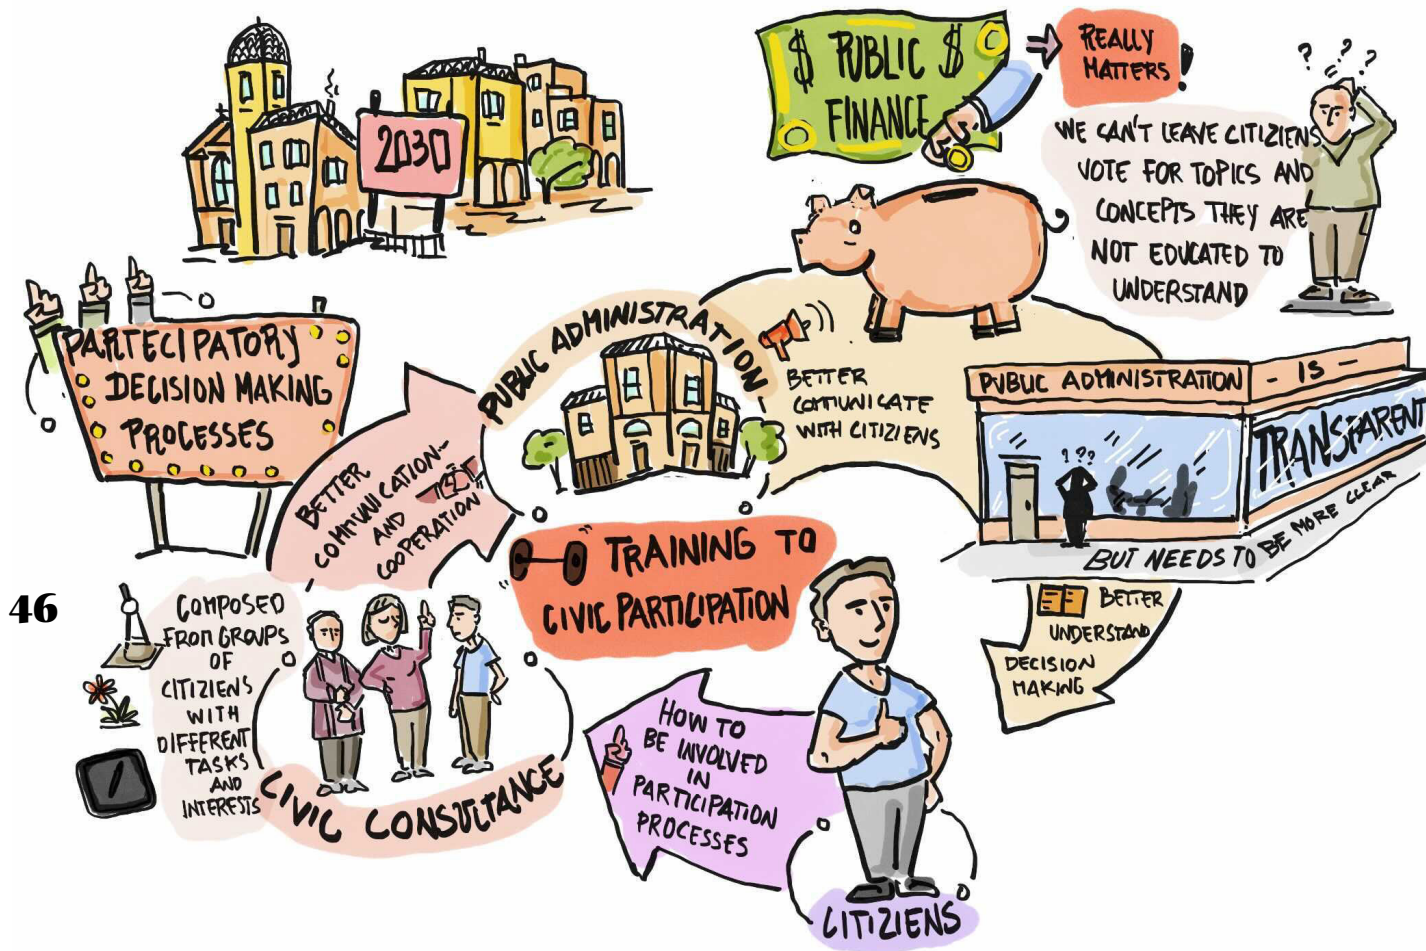 2030
$ PUBLIC $
FINANCE
REALLY
MATTERS!
? ? ?
WE CAN'T LEAVE CITIZIENS
VOTE FOR TOPICS AND
CONCEPTS THEY ARE
NOT EDUCATED TO
UNDERSTAND
PARTECIPATORY
DECISION MAKING
PROCESSES
PUBLIC ADMINISTRATION
BETTER
COMUNICATE
WITH CITIZIENS
PUBLIC ADMINISTRATION
- IS -
TRANSPARENT
? ??
BUT NEEDS TO BE MORE CLEAR
BETTER
COMMUNICATION-
AND
COOPERATION
"TRAINING TO
CIVIC PARTICIPATION
BETTER
UNDERSTAND
DECISION
MAKING
46
COMPOSED
FROM GROUPS
OF
CITIZIENS
WITH
DIFFERENT
TASKS
AND
INTERESTS
CIVIC CONSULTANCE
HOW TO
BE INVOLVED
IN
PARTICIPATION
PROCESSES
CITIZIENS